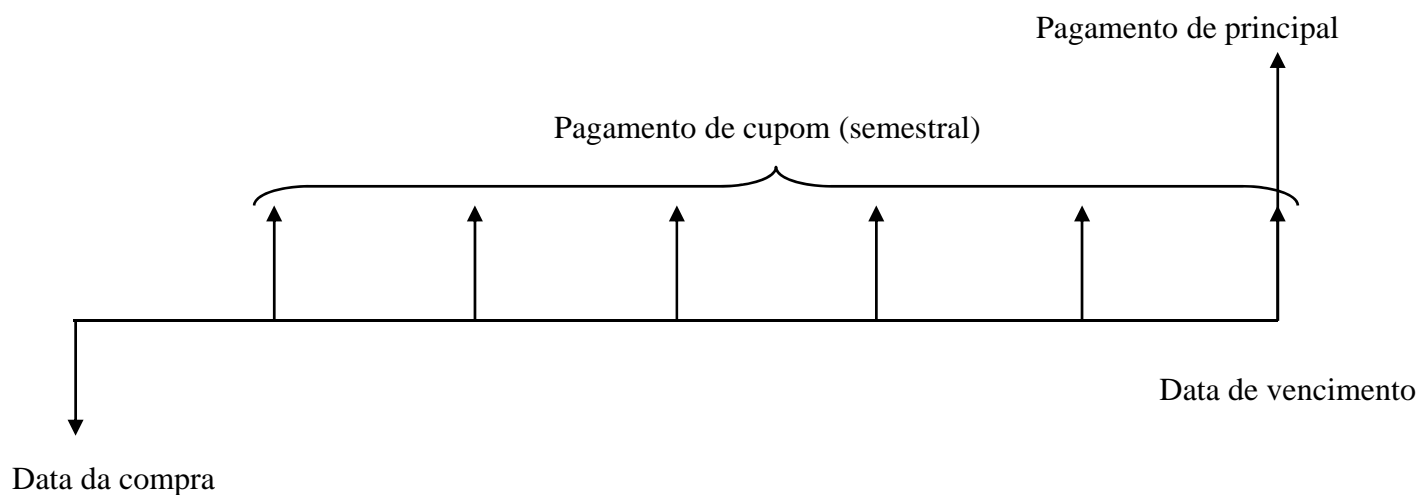 Pagamento de principal
Pagamento de cupom (semestral)
Data de vencimento
Data da compra